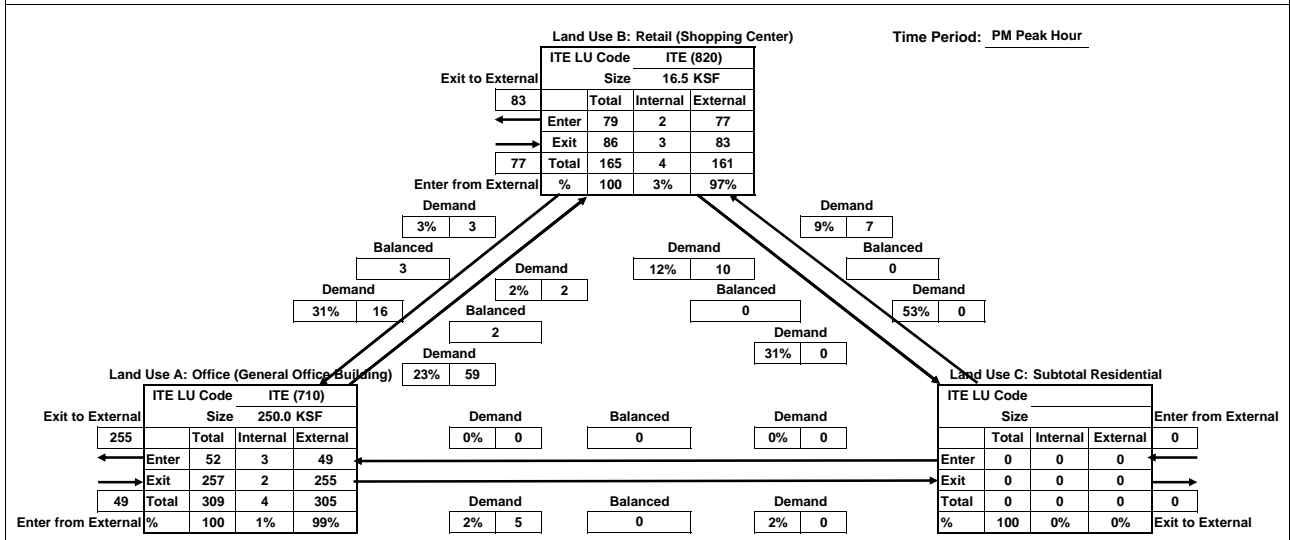 Land Use B: Retail (Shopping Center)
Time Period: PM Peak Hour
ITE LU Code ITE (820)
Exit to External Size 16.5 KSF
83 Total Internal External
Enter 79 2 77
Exit 86 3 83
77 Total 165 4 161
Enter from External % 100 3% 97%
Demand Demand
3% 3 9% 7
Balanced Demand Balanced
3 Demand 12% 10 0
Demand 2% 2 Balanced Demand
31% 16 Balanced 0 53% 0
2 Demand
Demand 31% 0
Land Use A: Office (General Office Building) 23% 59 Land Use C: Subtotal Residential
ITE LU Code ITE (710) ITE LU Code
Exit to External Size 250.0 KSF Demand Balanced Demand Size Enter from External
255 Total Internal External 0% 0 0 0% 0 Total Internal External 0
Enter 52 3 49 Enter 0 0 0
Exit 257 2 255 Exit 0 0 0
49 Total 309 4 305 Demand Balanced Demand Total 0 0 0 0
Enter from External % 100 1% 99% 2% 5 0 2% 0 % 100 0% 0% Exit to External